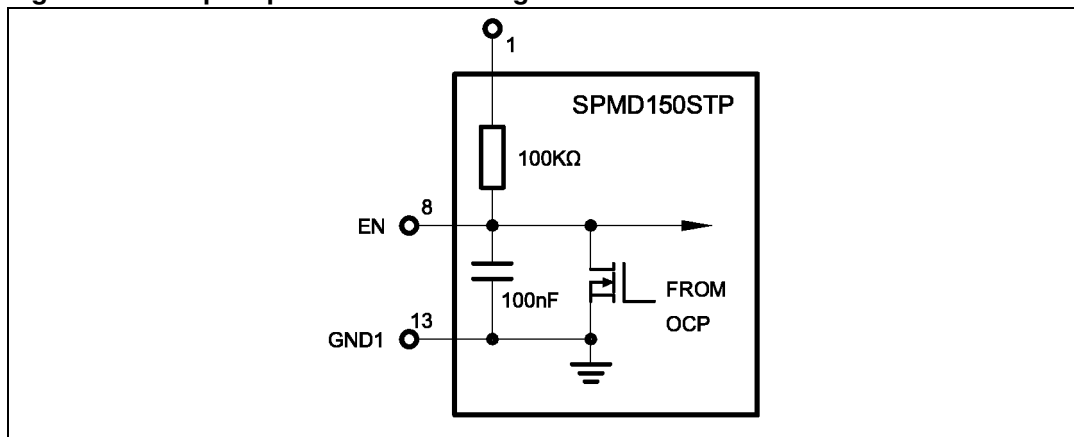 1
SPMD150STP
100KΩ
EN
8
100nF
FROM
OCP
GND1
13